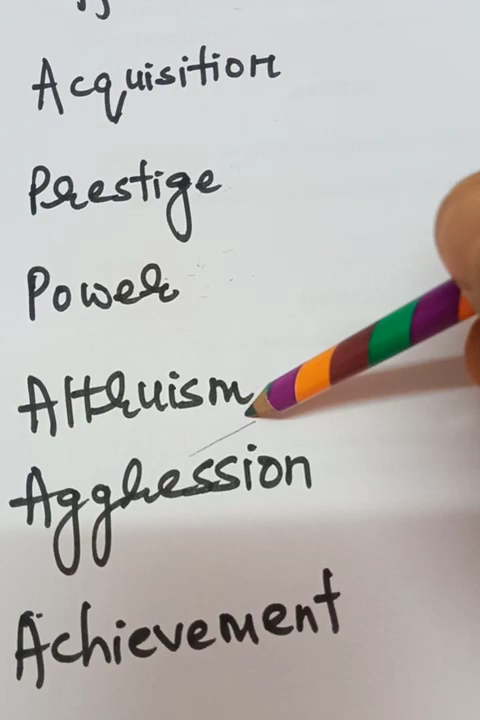 Acquisition
Prestige
Power
Altruism
Aggression
Achievement